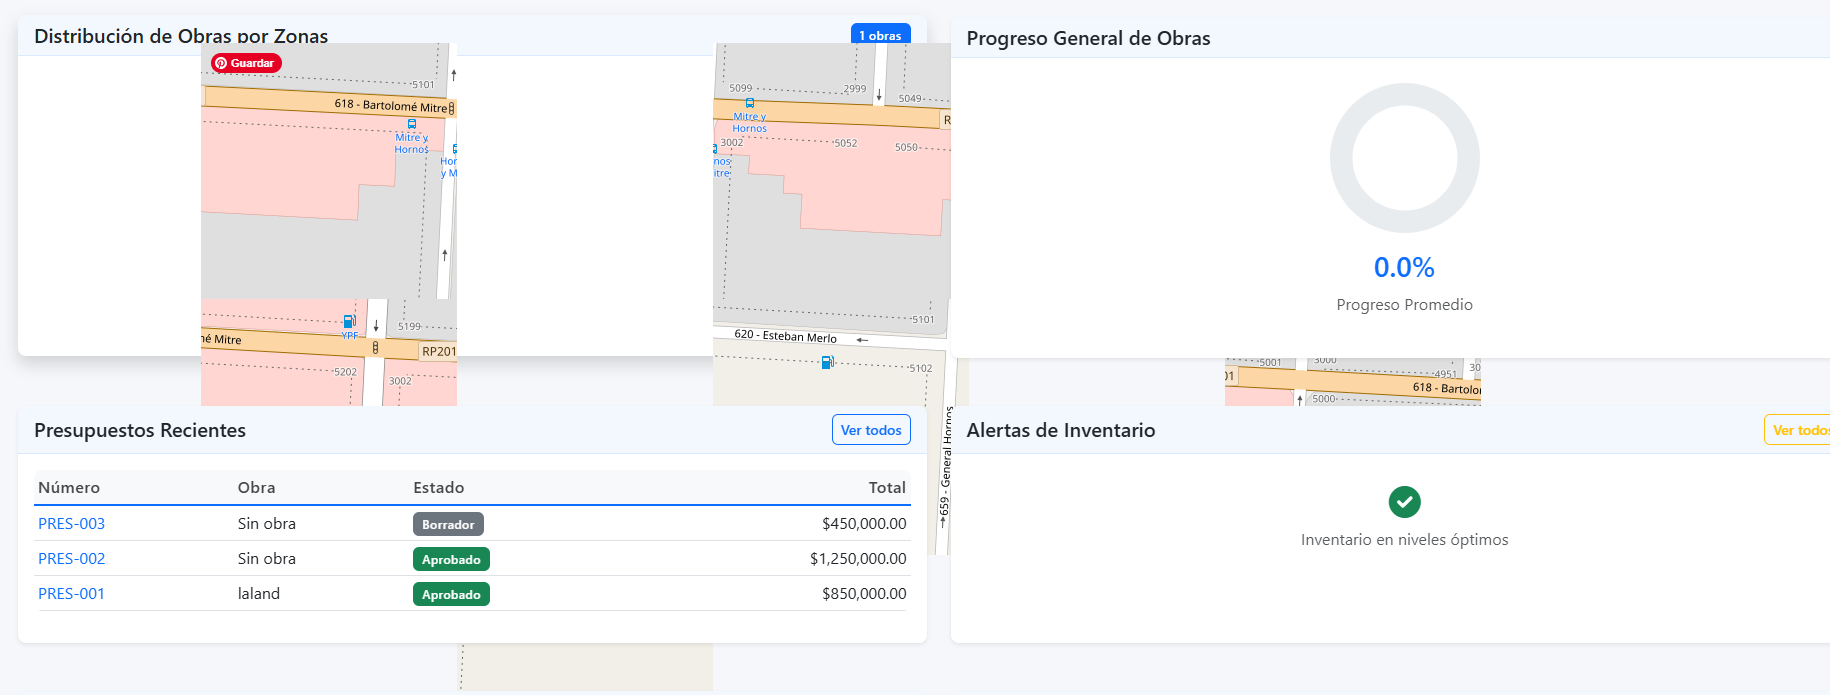 Distribución de Obras por Zonas
1 obras
Guardar
5101
618 - Bartolomé Mitre
Mitre y
Hornos
Hor
y M
5099
2999
5049
Mitre y
Hornos
R
3002
5052
5050
nos
itre
YPF
5199
né Mitre
RP201
5202
3002
5101
620 - Esteban Merlo
5102
659 - General Hornos
Progreso General de Obras
0.0%
Progreso Promedio
5001
3000
30
01
4951
618 - Bartolo
5000
Presupuestos Recientes
Ver todos
Número Obra Estado Total
PRES-003 Sin obra Borrador $450,000.00
PRES-002 Sin obra Aprobado $1,250,000.00
PRES-001 laland Aprobado $850,000.00
Alertas de Inventario
Ver todos
Inventario en niveles óptimos